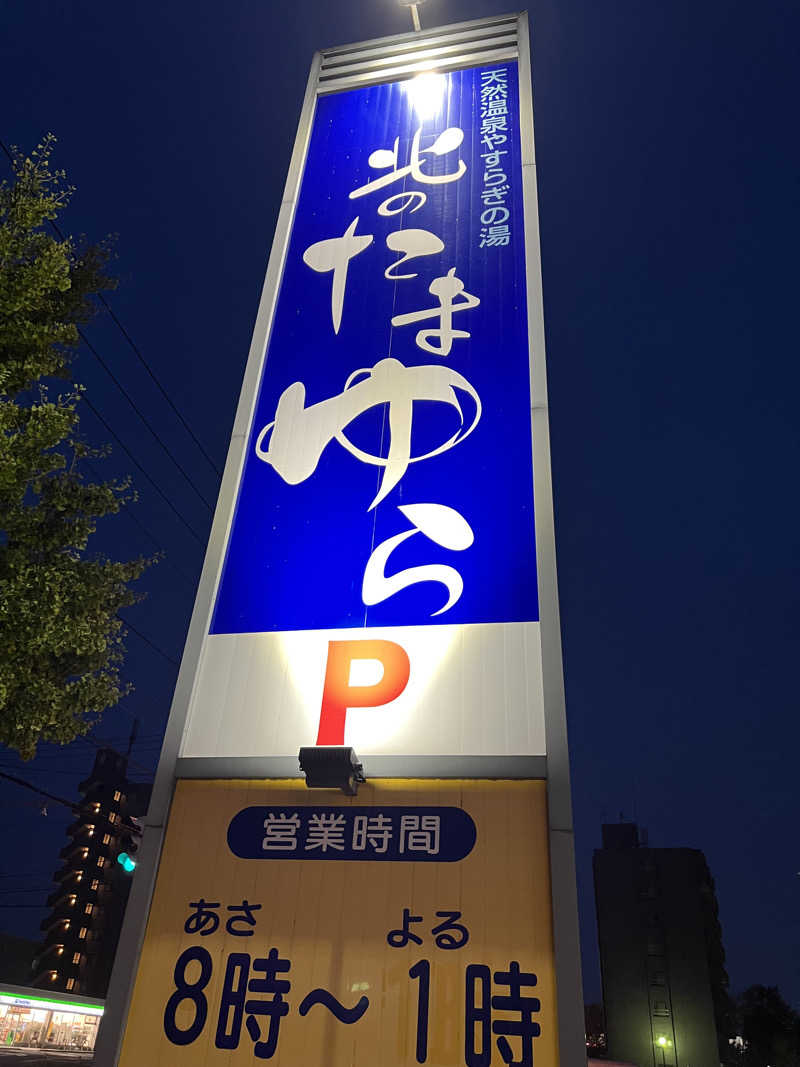 天然温泉やすらぎの湯
北のたまゆら
P
営業時間
あさ よる
8時～1時